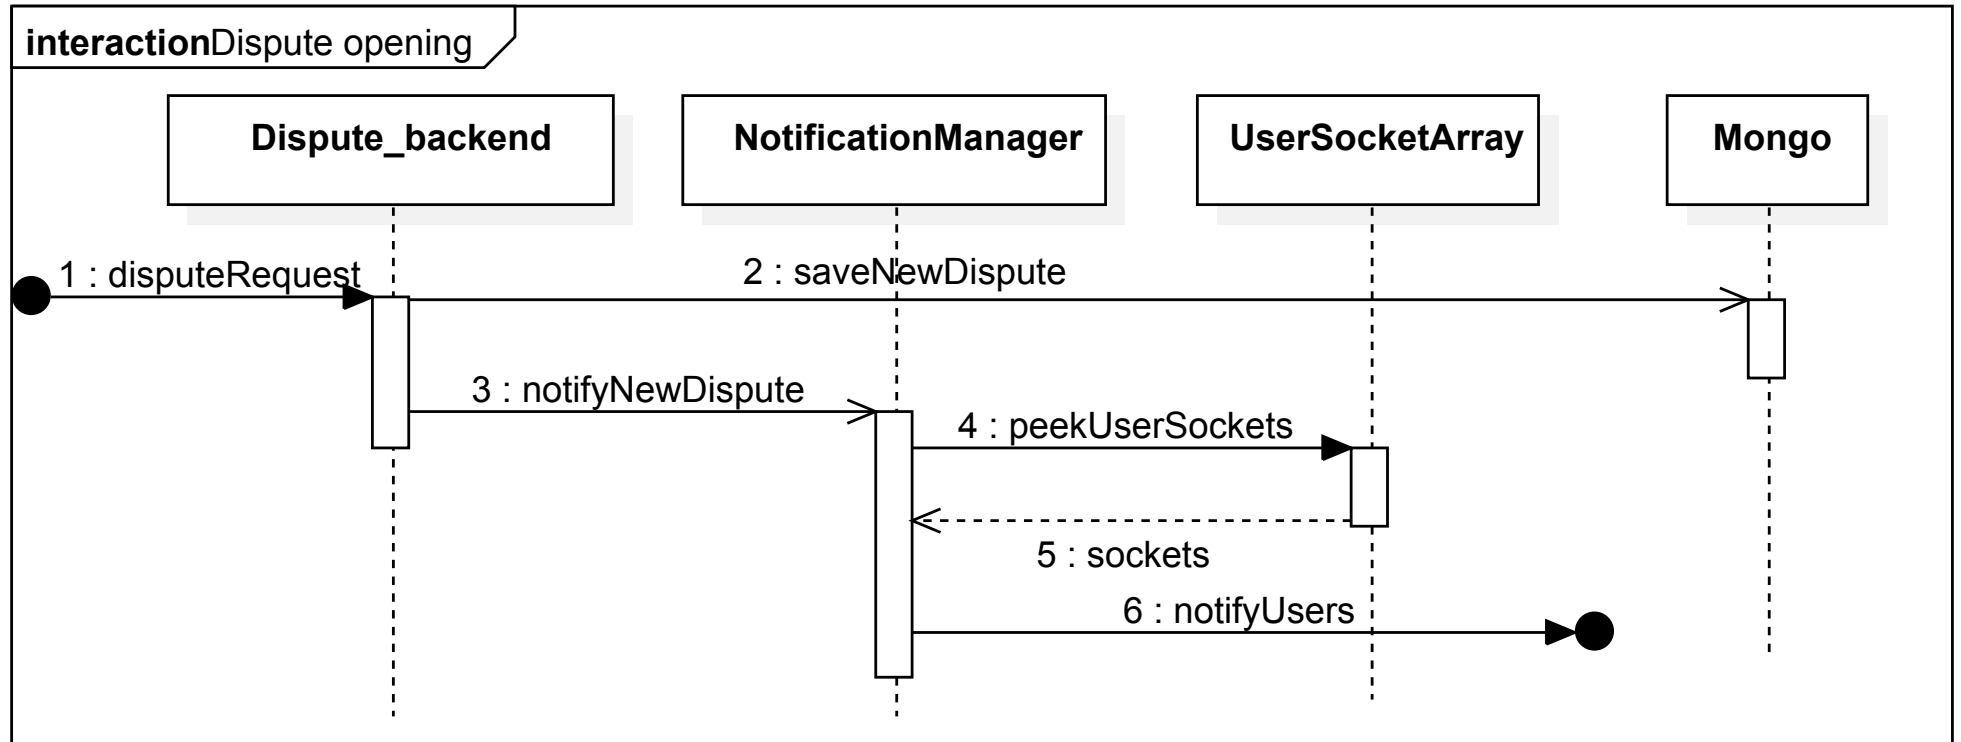 interactionDispute opening
Dispute_backend
NotificationManager
UserSocketArray
Mongo
1 : disputeRequest
2 : saveNewDispute
3 : notifyNewDispute
4 : peekUserSockets
5 : sockets
6 : notifyUsers